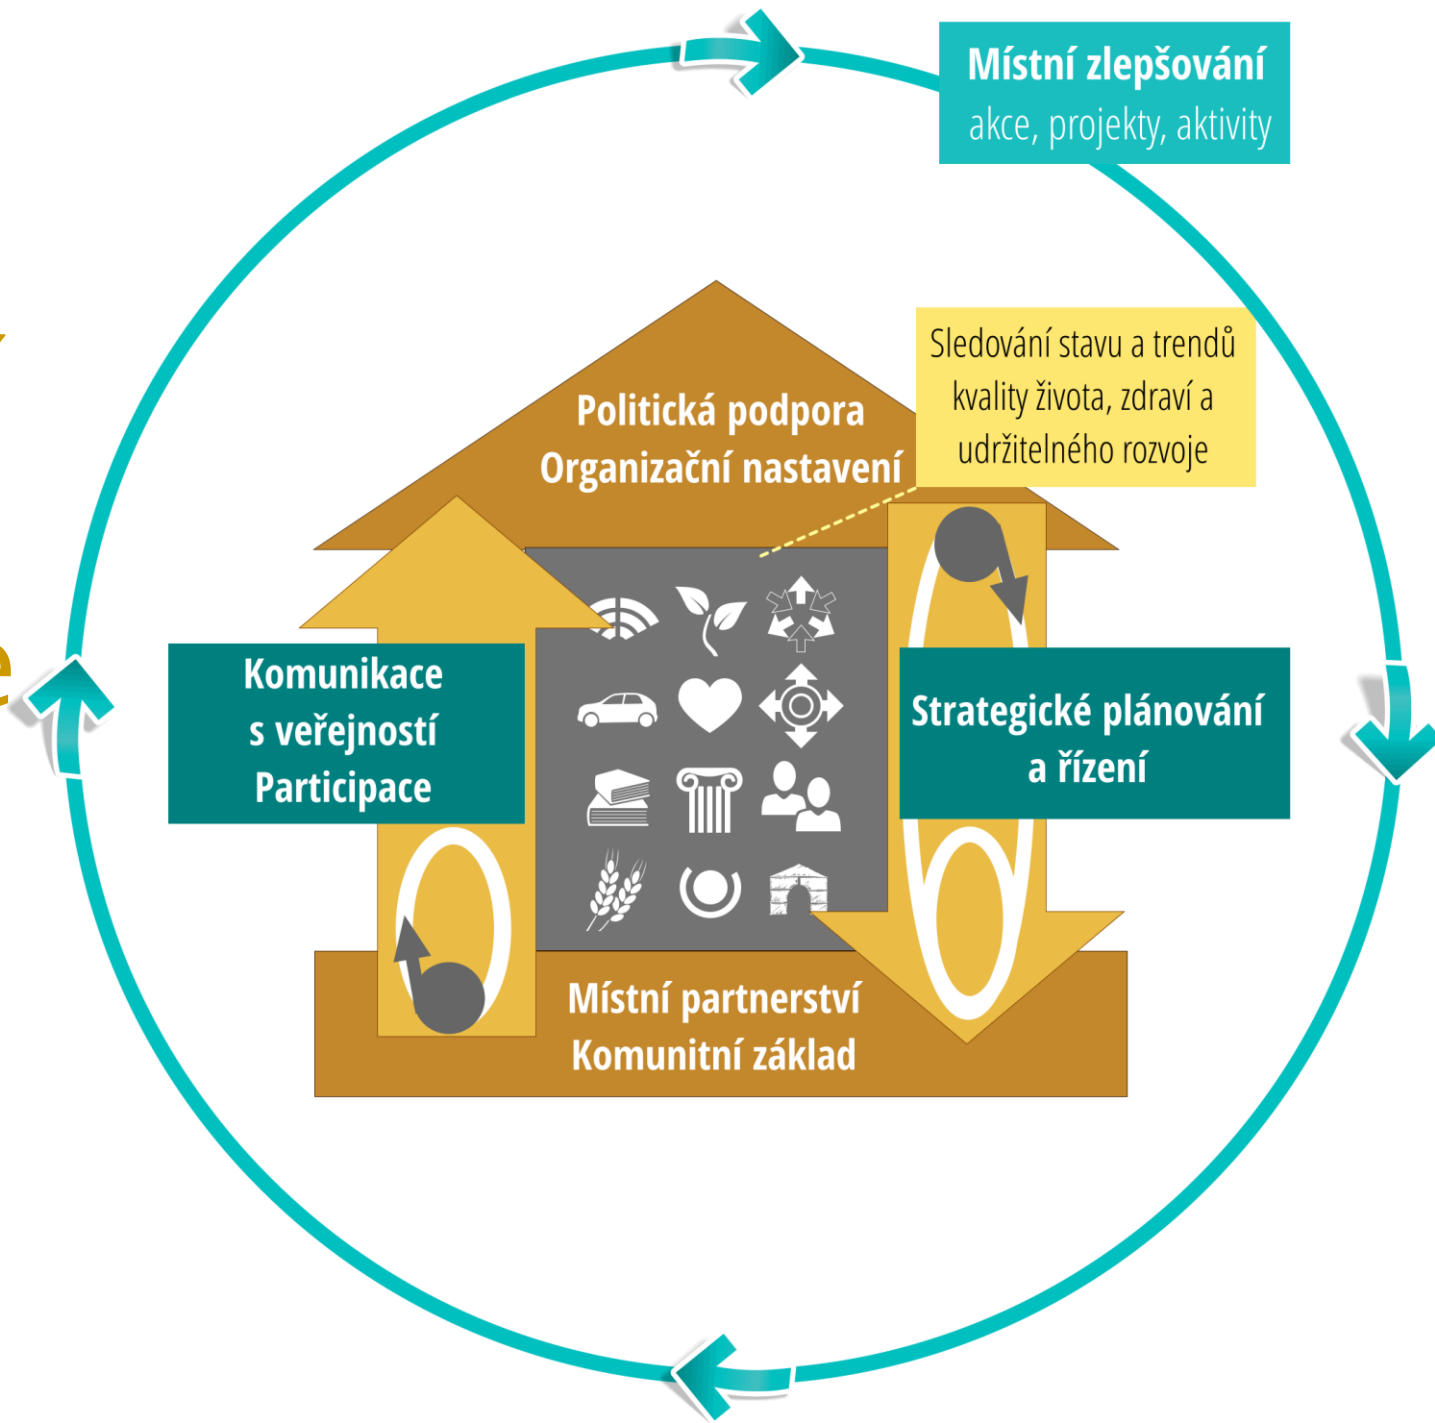 Místní zlepšování
akce, projekty, aktivity
Sledování stavu a trendů
kvality života, zdraví a
udržitelného rozvoje
Politická podpora
Organizační nastavení
Komunikace
s veřejností
Participace
Strategické plánování
a řízení
Místní partnerství
Komunitní základ